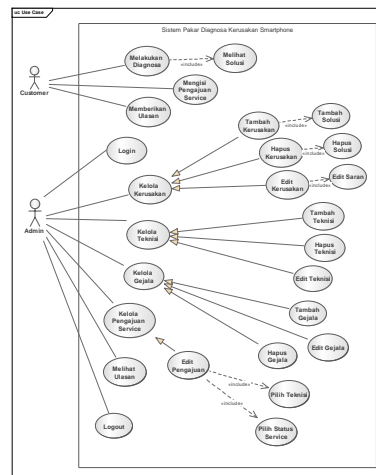 uc Use Case
Sistem Pakar Diagnosa Kerusakan Smartphone
Melakukan
Diagnosa
«include»
Melihat
Solusi
Customer
Mengisi
Pengajuan
Service
Memberikan
Ulasan
Tambah
Kerusakan
«include»
Tambah
Solusi
Login
Hapus
Kerusakan
«include»
Hapus
Solusi
Kelola
Kerusakan
Edit
Kerusakan
«include»
Edit Saran
Admin
Kelola
Teknisi
Tambah
Teknisi
Hapus
Teknisi
Edit Teknisi
Kelola
Gejala
Tambah
Gejala
Kelola
Pengajuan
Service
Edit Gejala
Hapus
Gejala
Melihat
Ulasan
Edit
Pengajuan
«include»
Pilih Teknisi
«include»
Logout
Pilih Status
Service